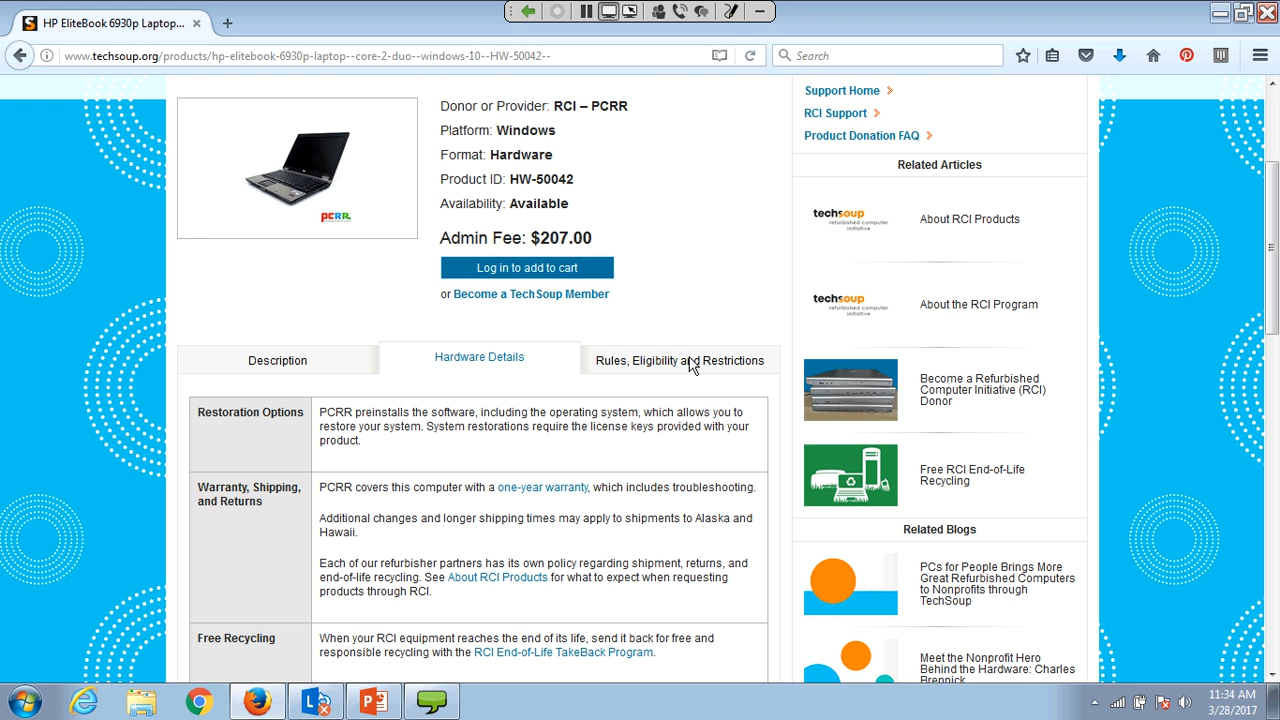 HP EliteBook 6930p Laptop...
www.techsoup.org/products/hp-elitebook-6930p-laptop--core-2-duo--windows-10--HW-50042--
Search
PCRR
Donor or Provider: RCI – PCRR
Platform: Windows
Format: Hardware
Product ID: HW-50042
Availability: Available
Admin Fee: $207.00
Log in to add to cart
or Become a TechSoup Member
Description
Hardware Details
Rules, Eligibility and Restrictions
Restoration Options
PCRR preinstalls the software, including the operating system, which allows you to
restore your system. System restorations require the license keys provided with your
product.
Warranty, Shipping,
and Returns
PCRR covers this computer with a one-year warranty, which includes troubleshooting.
Additional changes and longer shipping times may apply to shipments to Alaska and
Hawaii.
Each of our refurbisher partners has its own policy regarding shipment, returns, and
end-of-life recycling. See About RCI Products for what to expect when requesting
products through RCI.
Free Recycling
When your RCI equipment reaches the end of its life, send it back for free and
responsible recycling with the RCI End-of-Life TakeBack Program.
Support Home
RCI Support
Product Donation FAQ
Related Articles
techsoup
refurbished computer
initiative
About RCI Products
techsoup
refurbished computer
initiative
About the RCI Program
Become a Refurbished
Computer Initiative (RCI)
Donor
Free RCI End-of-Life
Recycling
Related Blogs
PCs for People Brings More
Great Refurbished Computers
to Nonprofits through
TechSoup
Meet the Nonprofit Hero
Behind the Hardware: Charles
Brennick
11:34 AM
3/28/2017